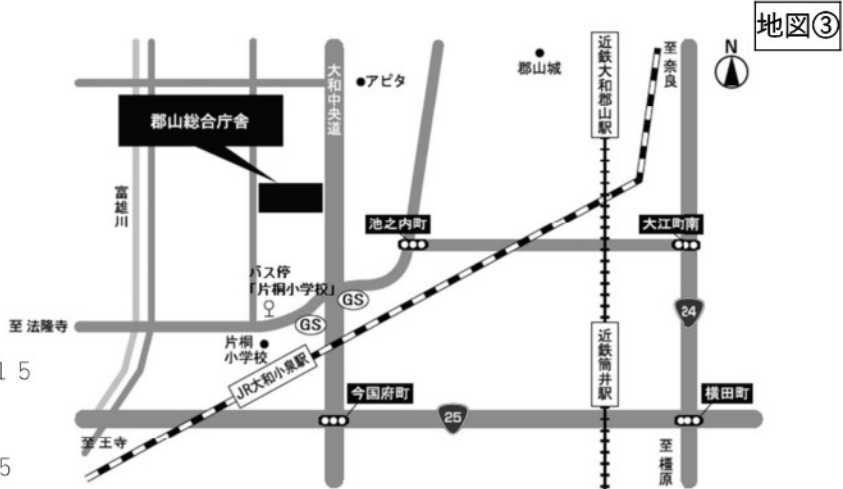 地図③
N
至 奈良
近鉄大和郡山駅
郡山城
大和中央道
アピタ
郡山総合庁舎
富雄川
池之内町
大江町南
バス停
「片桐小学校」
GS
GS
24
至 法隆寺
片桐
小学校
JR大和小泉駅
近鉄筒井駅
15
今国府町
25
横田町
至 王寺
至 橿原
5